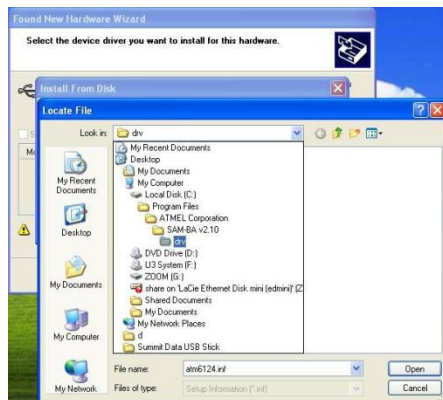 Found New Hardware Wizard
Select the device driver you want to install for this hardware.
Install From Disk
Locate File
Look in:
drv
My Recent Documents
Desktop
My Documents
My Computer
Local Disk (C:)
Program Files
ATMEL Corporation
SAM-BA v2.10
drv
DVD Drive (D:)
U3 System (F:)
ZOOM (G:)
share on 'LaCie Ethernet Disk mini (edmini)' (Z
Shared Documents
My Documents
My Network Places
d
Summit Data USB Stick
My Recent
Documents
Desktop
My Documents
My Computer
My Network
File name:
atm6124.inf
Open
Files of type:
Setup Information (*.inf)
Cancel